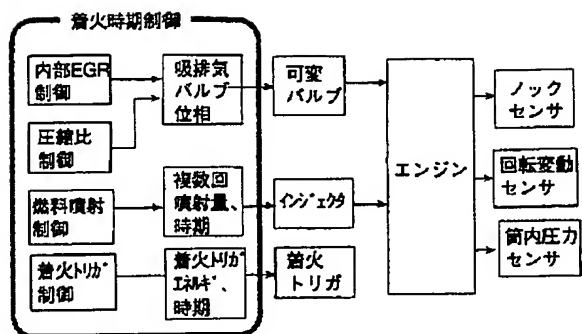 着火時期制御
内部EGR
制御
吸排気
バルブ
位相
可変
バルブ
圧縮比
制御
燃料噴射
制御
複数回
噴射量、
時期
インジェクタ
着火トリガ
制御
着火トリガ
エネルギ、
時期
着火
トリガ
エンジン
ノック
センサ
回転変動
センサ
筒内圧力
センサ